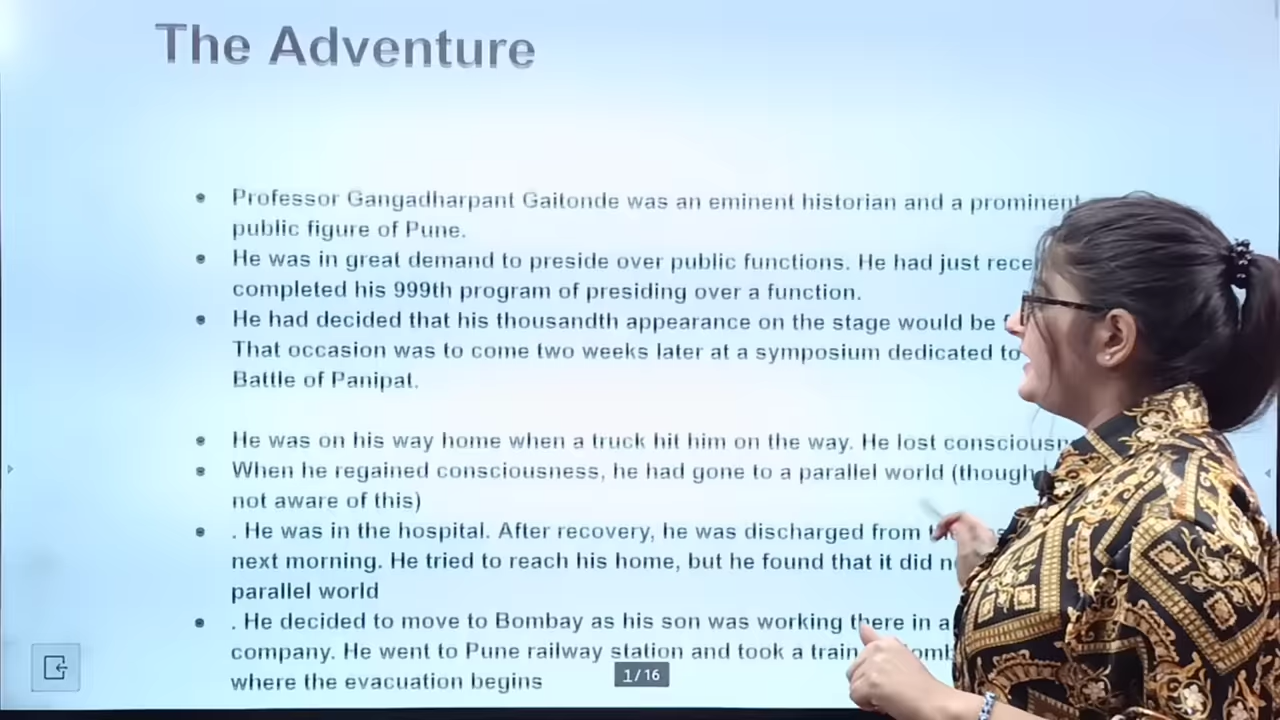 The Adventure
• Professor Gangadharpant Gaitonde was an eminent historian and a prominent
public figure of Pune.
• He was in great demand to preside over public functions. He had just
completed his 999th program of presiding over a function.
• He had decided that his thousandth appearance on the stage would be
That occasion was to come two weeks later at a symposium dedicated to
Battle of Panipat.
• He was on his way home when a truck hit him on the way. He lost
• When he regained consciousness, he had gone to a parallel world (though
not aware of this)
• . He was in the hospital. After recovery, he was discharged from
next morning. He tried to reach his home, but he found that it did
parallel world
• . He decided to move to Bombay as his son was working there in a
company. He went to Pune railway station and took a train
where the evacuation begins
1/16